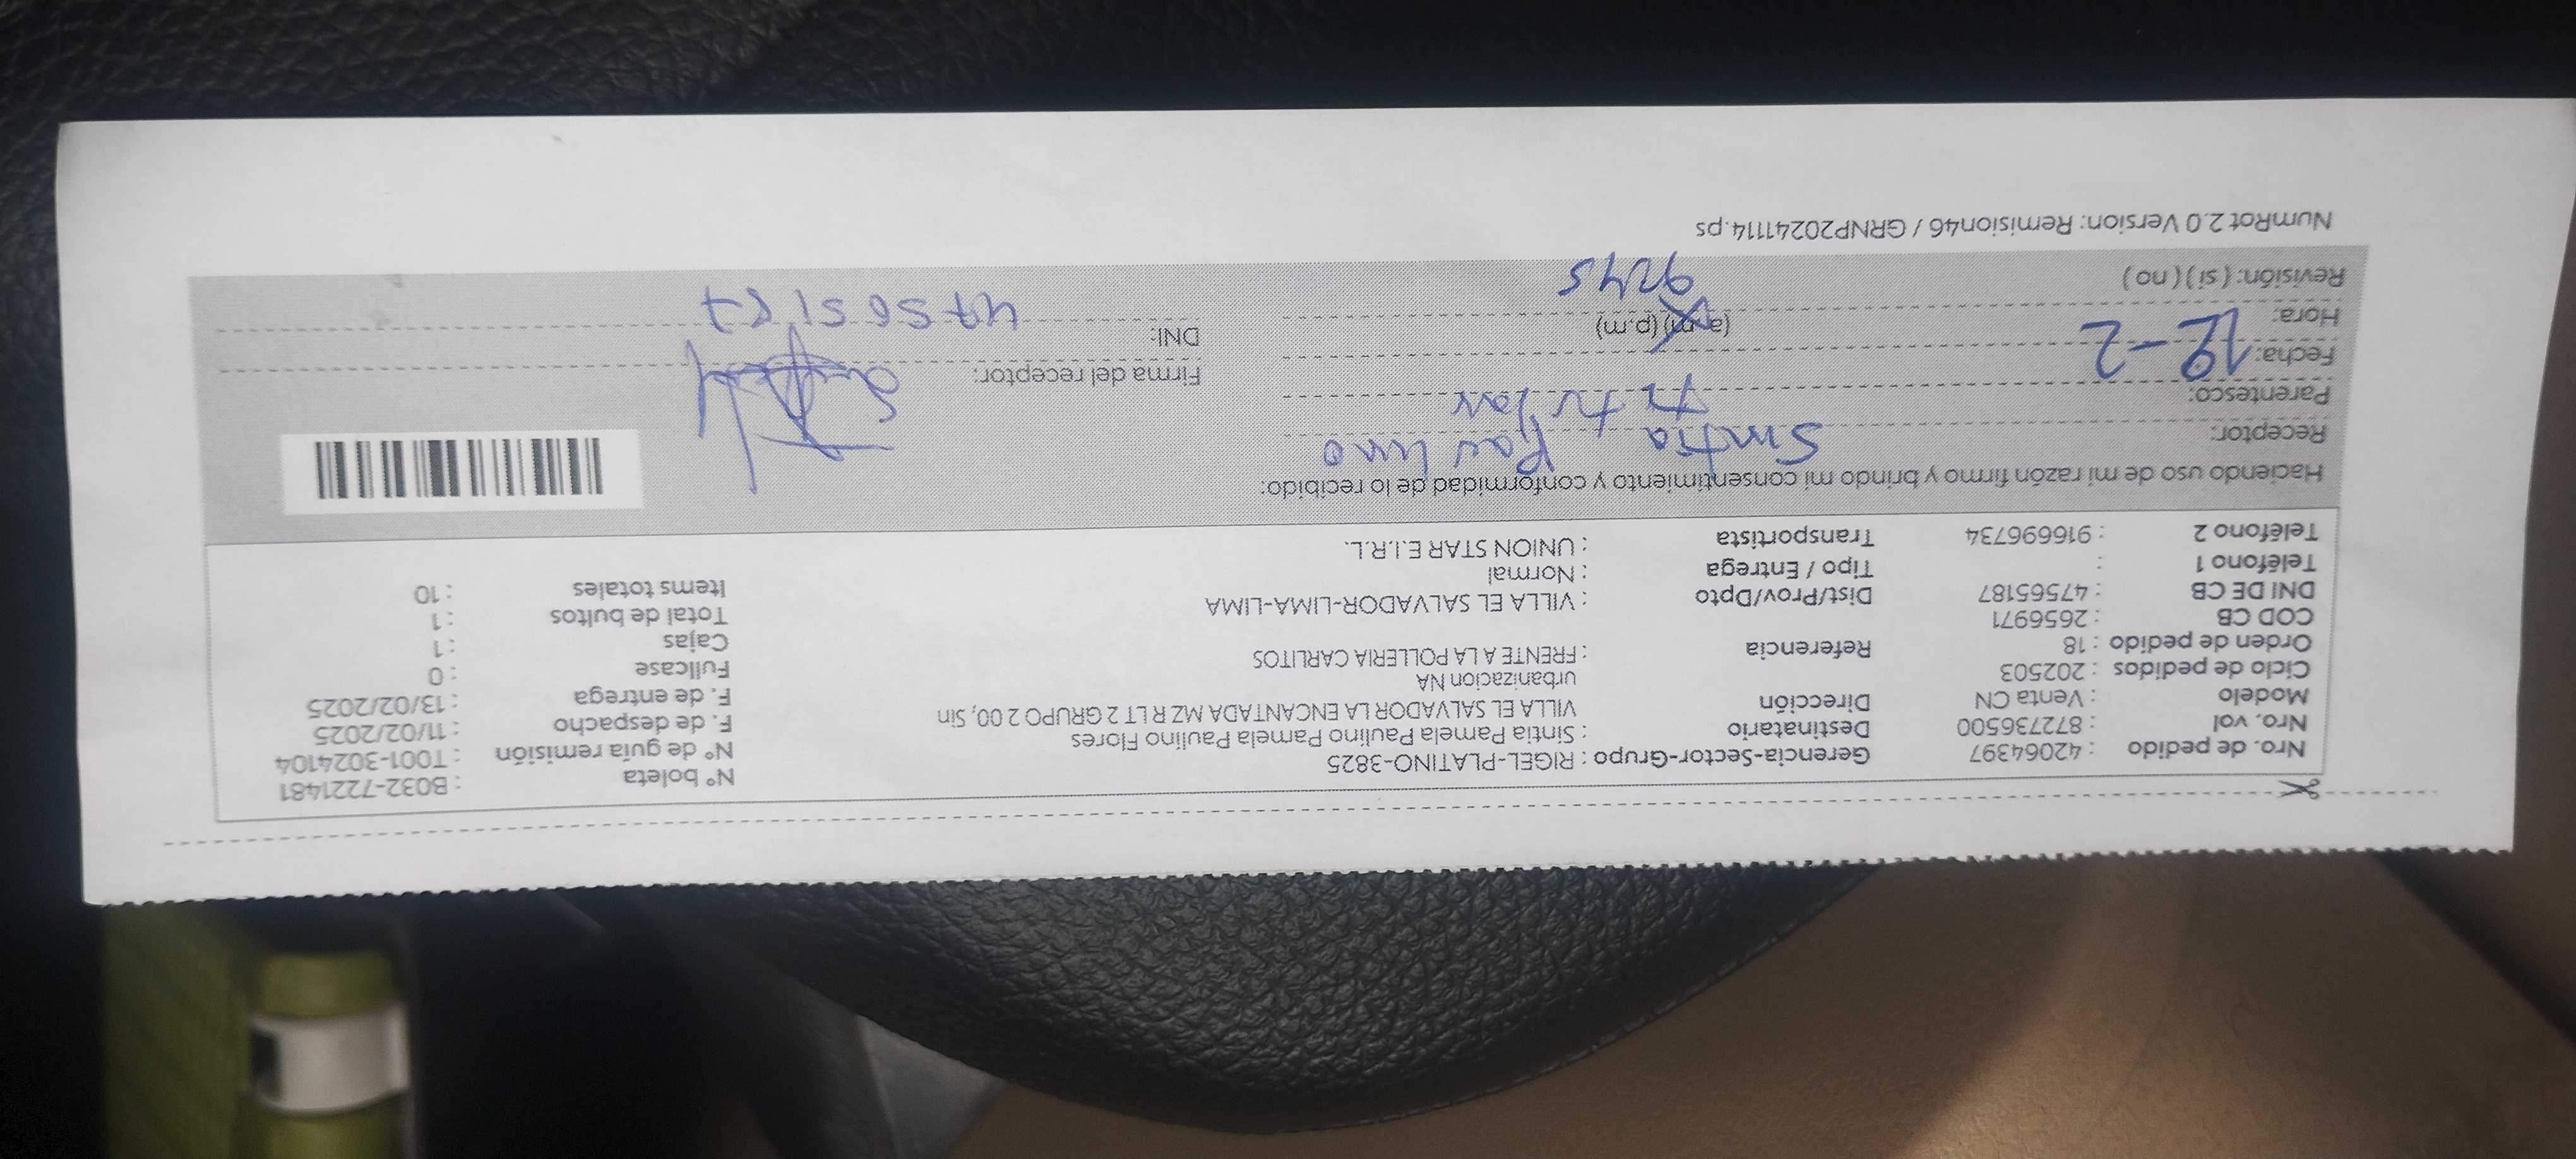 Nro. de pedido : 42064397 Gerencia-Sector-Grupo : RIGEL-PLATINO-3825 N° boleta : B032-7221481
Nro. vol : 872736500 Destinatario : Sintia Pamela Paulino Pamela Paulino Flores N° de guía remisión : T001-3024104
Modelo : Venta CN Dirección VILLA EL SALVADOR LA ENCANTADA MZ R LT 2 GRUPO 2 00, Sin F. de despacho : 11/02/2025
Ciclo de pedidos : 202503 urbanizacion NA F. de entrega : 13/02/2025
Orden de pedido : 18 Referencia : FRENTE A LA POLLERIA CARLITOS Fullcase : 0
COD CB : 2656971 Cajas : 1
DNI DE CB : 47565187 Dist/Prov/Dpto : VILLA EL SALVADOR-LIMA-LIMA Total de bultos : 1
Teléfono 1 : Tipo / Entrega : Normal Items totales : 10
Teléfono 2 : 916696734 Transportista : UNION STAR E.I.R.L.
Haciendo uso de mi razón firmo y brindo mi consentimiento y conformidad de lo recibido:
Receptor: Sintia Paulino
Parentesco: Titular Firma del receptor:
Fecha: 12-2
Hora: (a.m) (p.m) DNI: 47565187
Revisión: ( si ) ( no ) 9245
NumRot 2.0 Version: Remision46 / GRNP20241114.ps